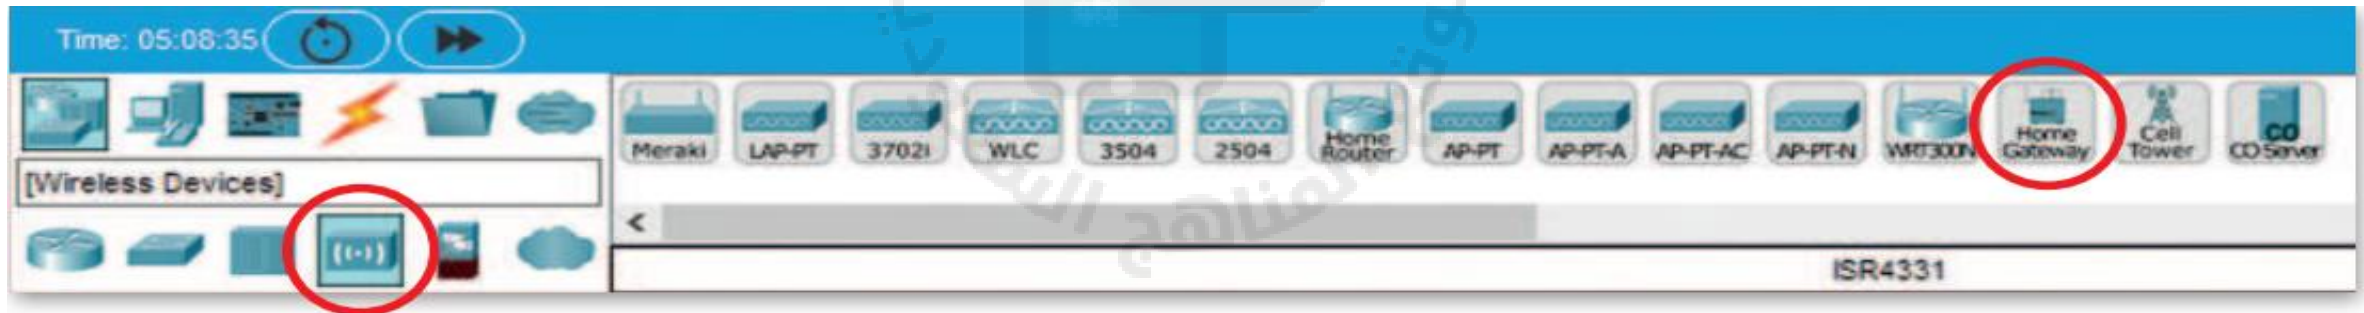 Time: 05:08:35
Meraki LAP-PT 3702i WLC 3504 2504 Home Router AP-PT AP-PT-A AP-PT-AC AP-PT-N WRT300N Home Gateway Cell Tower CO CO Server
[Wireless Devices]
ISR4331